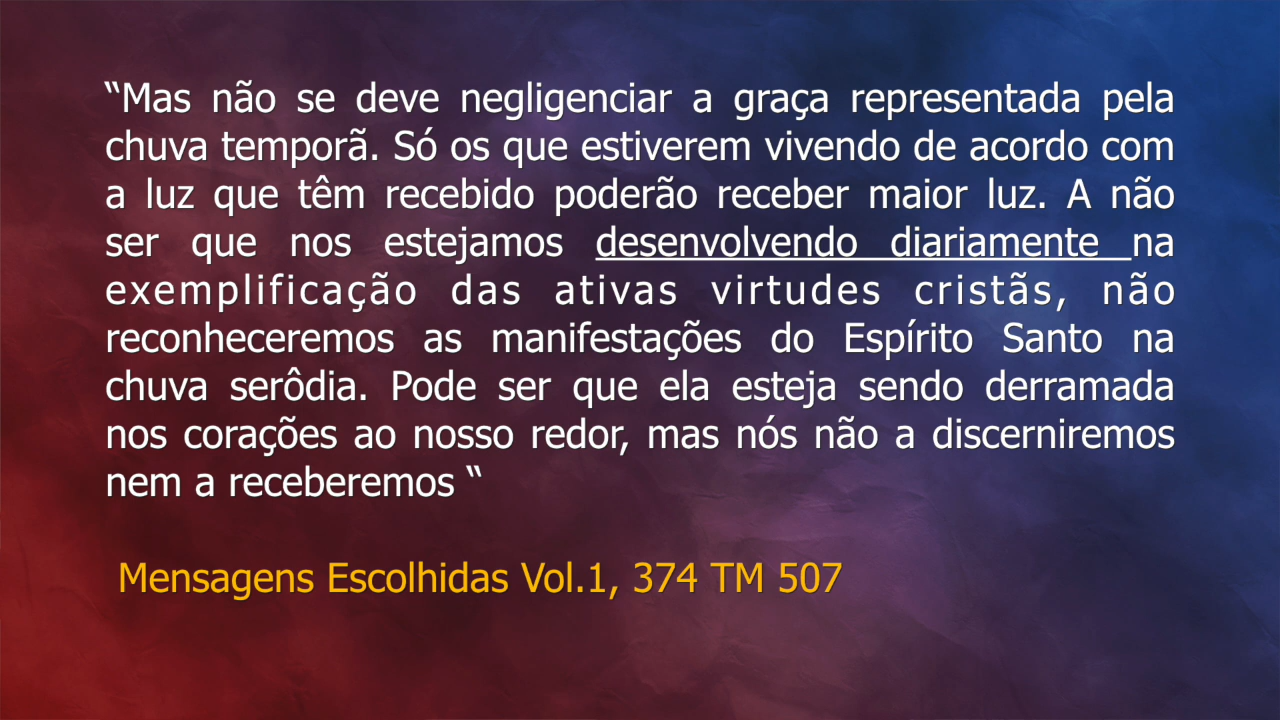 “Mas não se deve negligenciar a graça representada pela
chuva temporã. Só os que estiverem vivendo de acordo com
a luz que têm recebido poderão receber maior luz. A não
ser que nos estejamos desenvolvendo diariamente na
exemplificação das ativas virtudes cristãs, não
reconheceremos as manifestações do Espírito Santo na
chuva serôdia. Pode ser que ela esteja sendo derramada
nos corações ao nosso redor, mas nós não a discerniremos
nem a receberemos “
Mensagens Escolhidas Vol.1, 374 TM 507